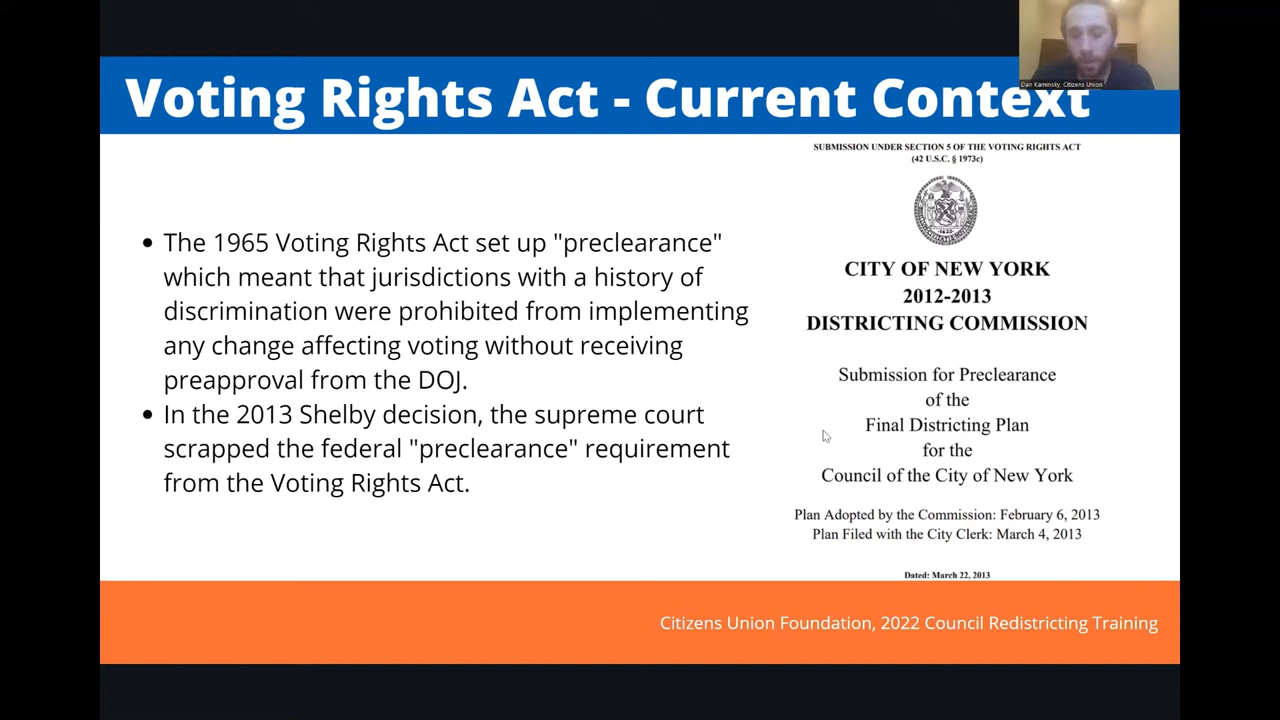 Voting Rights Act - Current Context
Dan Kaminsky, Citizens Union
The 1965 Voting Rights Act set up "preclearance"
which meant that jurisdictions with a history of
discrimination were prohibited from implementing
any change affecting voting without receiving
preapproval from the DOJ.
In the 2013 Shelby decision, the supreme court
scrapped the federal "preclearance" requirement
from the Voting Rights Act.
SUBMISSION UNDER SECTION 5 OF THE VOTING RIGHTS ACT
(42 U.S.C. § 1973c)
CITY OF NEW YORK
2012-2013
DISTRICTING COMMISSION
Submission for Preclearance
of the
Final Districting Plan
for the
Council of the City of New York
Plan Adopted by the Commission: February 6, 2013
Plan Filed with the City Clerk: March 4, 2013
Dated: March 22, 2013
Citizens Union Foundation, 2022 Council Redistricting Training